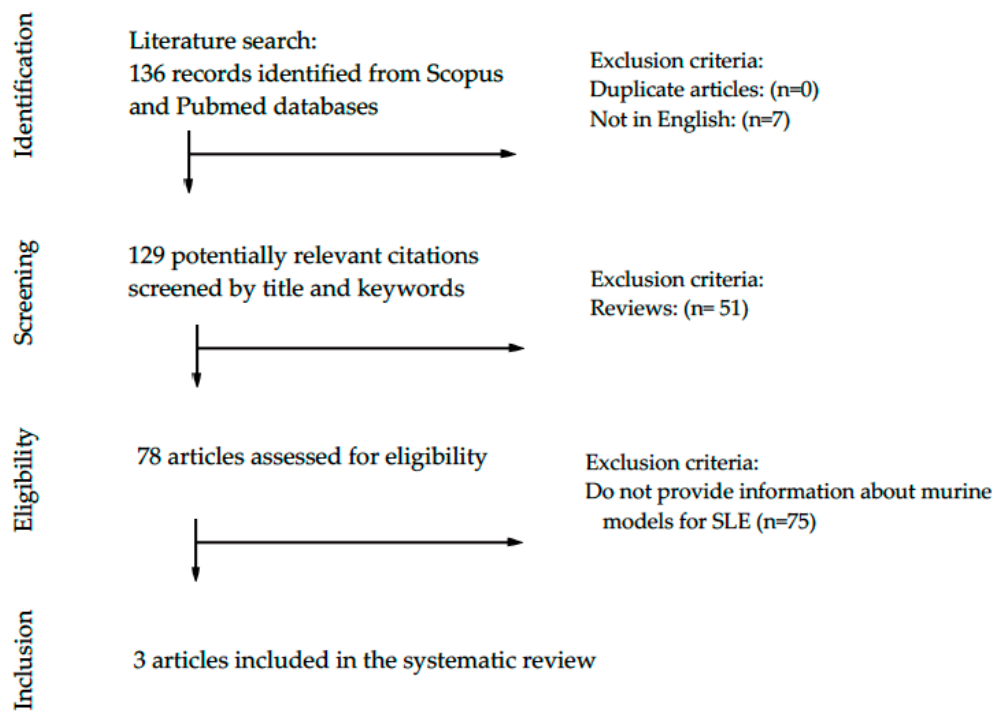 Identification
Literature search:
136 records identified from Scopus
and Pubmed databases
Exclusion criteria:
Duplicate articles: (n=0)
Not in English: (n=7)
Screening
129 potentially relevant citations
screened by title and keywords
Exclusion criteria:
Reviews: (n= 51)
Eligibility
78 articles assessed for eligibility
Exclusion criteria:
Do not provide information about murine
models for SLE (n=75)
Inclusion
3 articles included in the systematic review